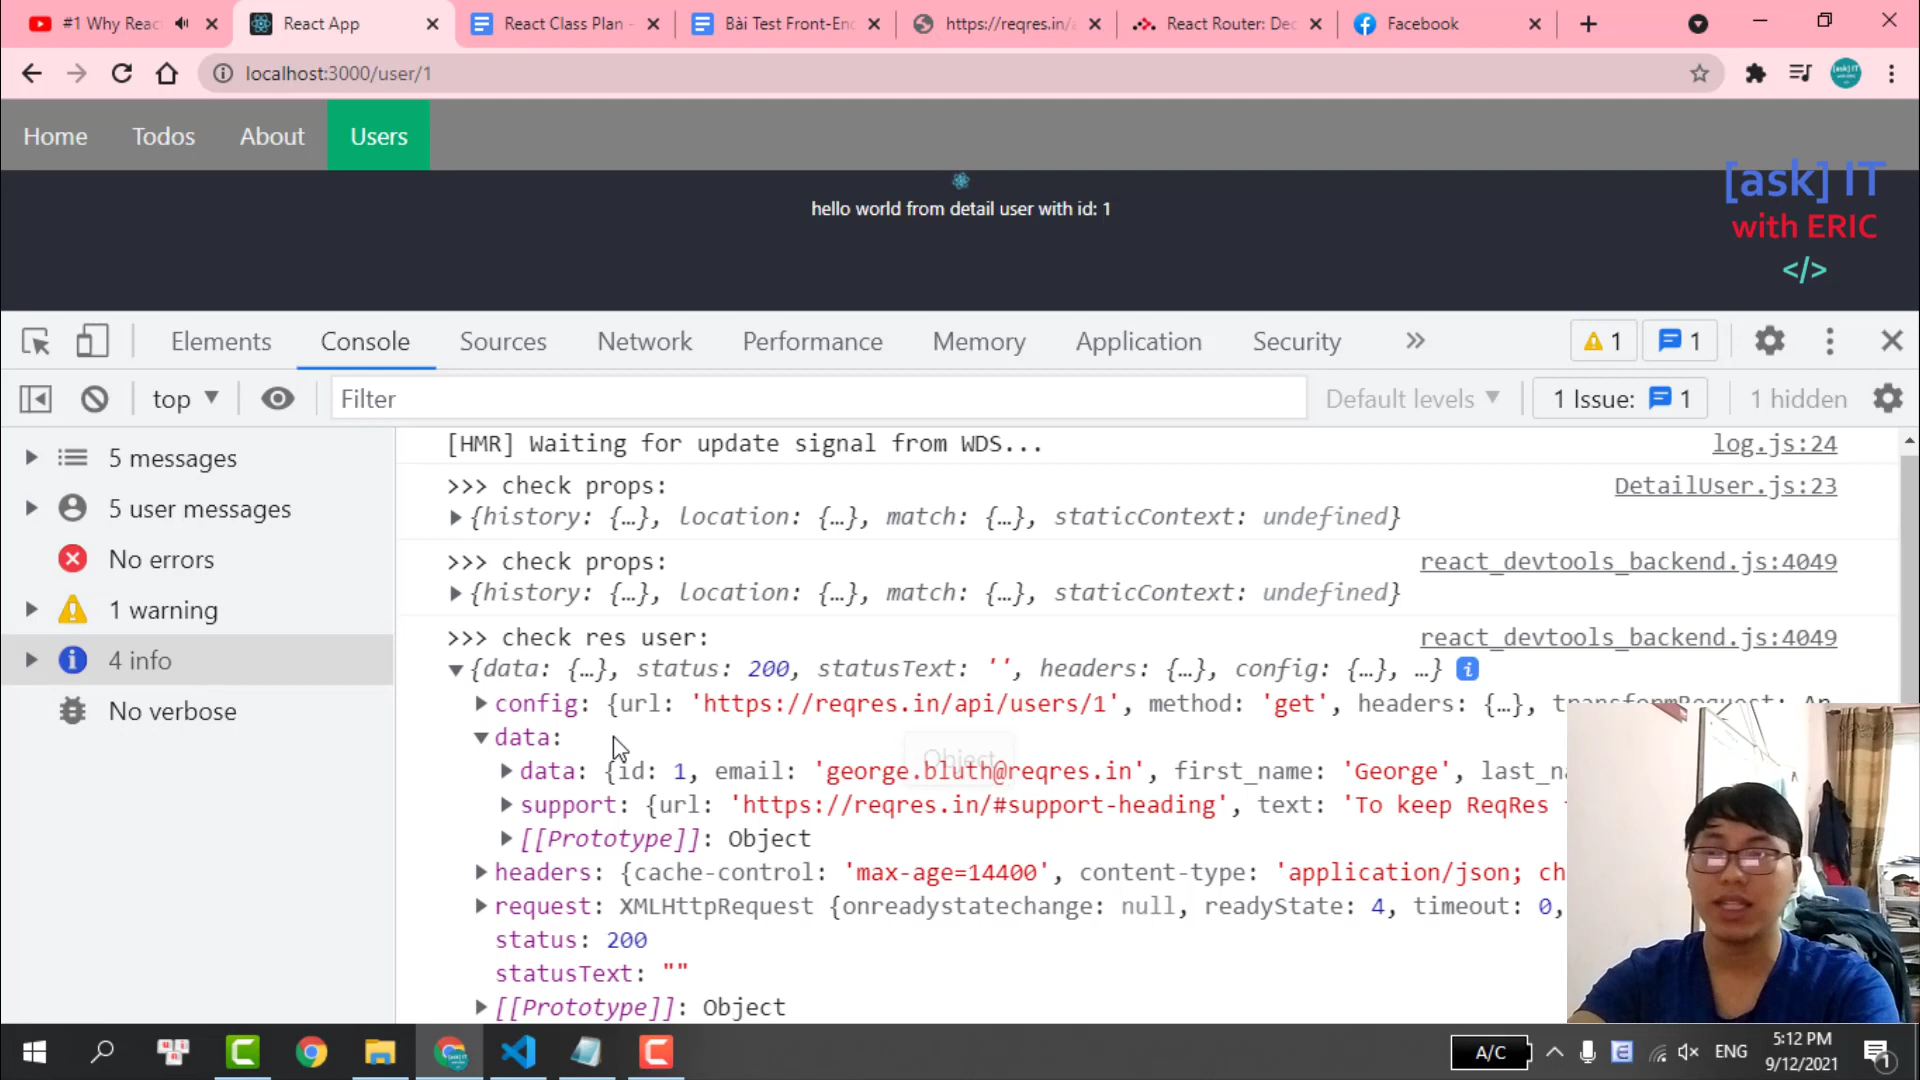 #1 Why Reac
React App
React Class Plan -
Bài Test Front-Enc
https://reqres.in/a
React Router: Dec
Facebook
localhost:3000/user/1
Home
Todos
About
Users
hello world from detail user with id: 1
[ask] IT
with ERIC
</>
Elements
Console
Sources
Network
Performance
Memory
Application
Security
1
1
top
Filter
Default levels
1 Issue: 1
1 hidden
5 messages
5 user messages
No errors
1 warning
4 info
No verbose
[HMR] Waiting for update signal from WDS... log.js:24
>>> check props: DetailUser.js:23
{history: {…}, location: {…}, match: {…}, staticContext: undefined}
>>> check props: react_devtools_backend.js:4049
{history: {…}, location: {…}, match: {…}, staticContext: undefined}
>>> check res user: react_devtools_backend.js:4049
{data: {…}, status: 200, statusText: '', headers: {…}, config: {…}, …}
config: {url: 'https://reqres.in/api/users/1', method: 'get', headers: {…}, transformRequest: Ar
data:
Object
data: {id: 1, email: 'george.bluth@reqres.in', first_name: 'George', last_na
support: {url: 'https://reqres.in/#support-heading', text: 'To keep ReqRes
[[Prototype]]: Object
headers: {cache-control: 'max-age=14400', content-type: 'application/json; ch
request: XMLHttpRequest {onreadystatechange: null, readyState: 4, timeout: 0,
status: 200
statusText: ""
[[Prototype]]: Object
A/C
ENG
5:12 PM
9/12/2021
1